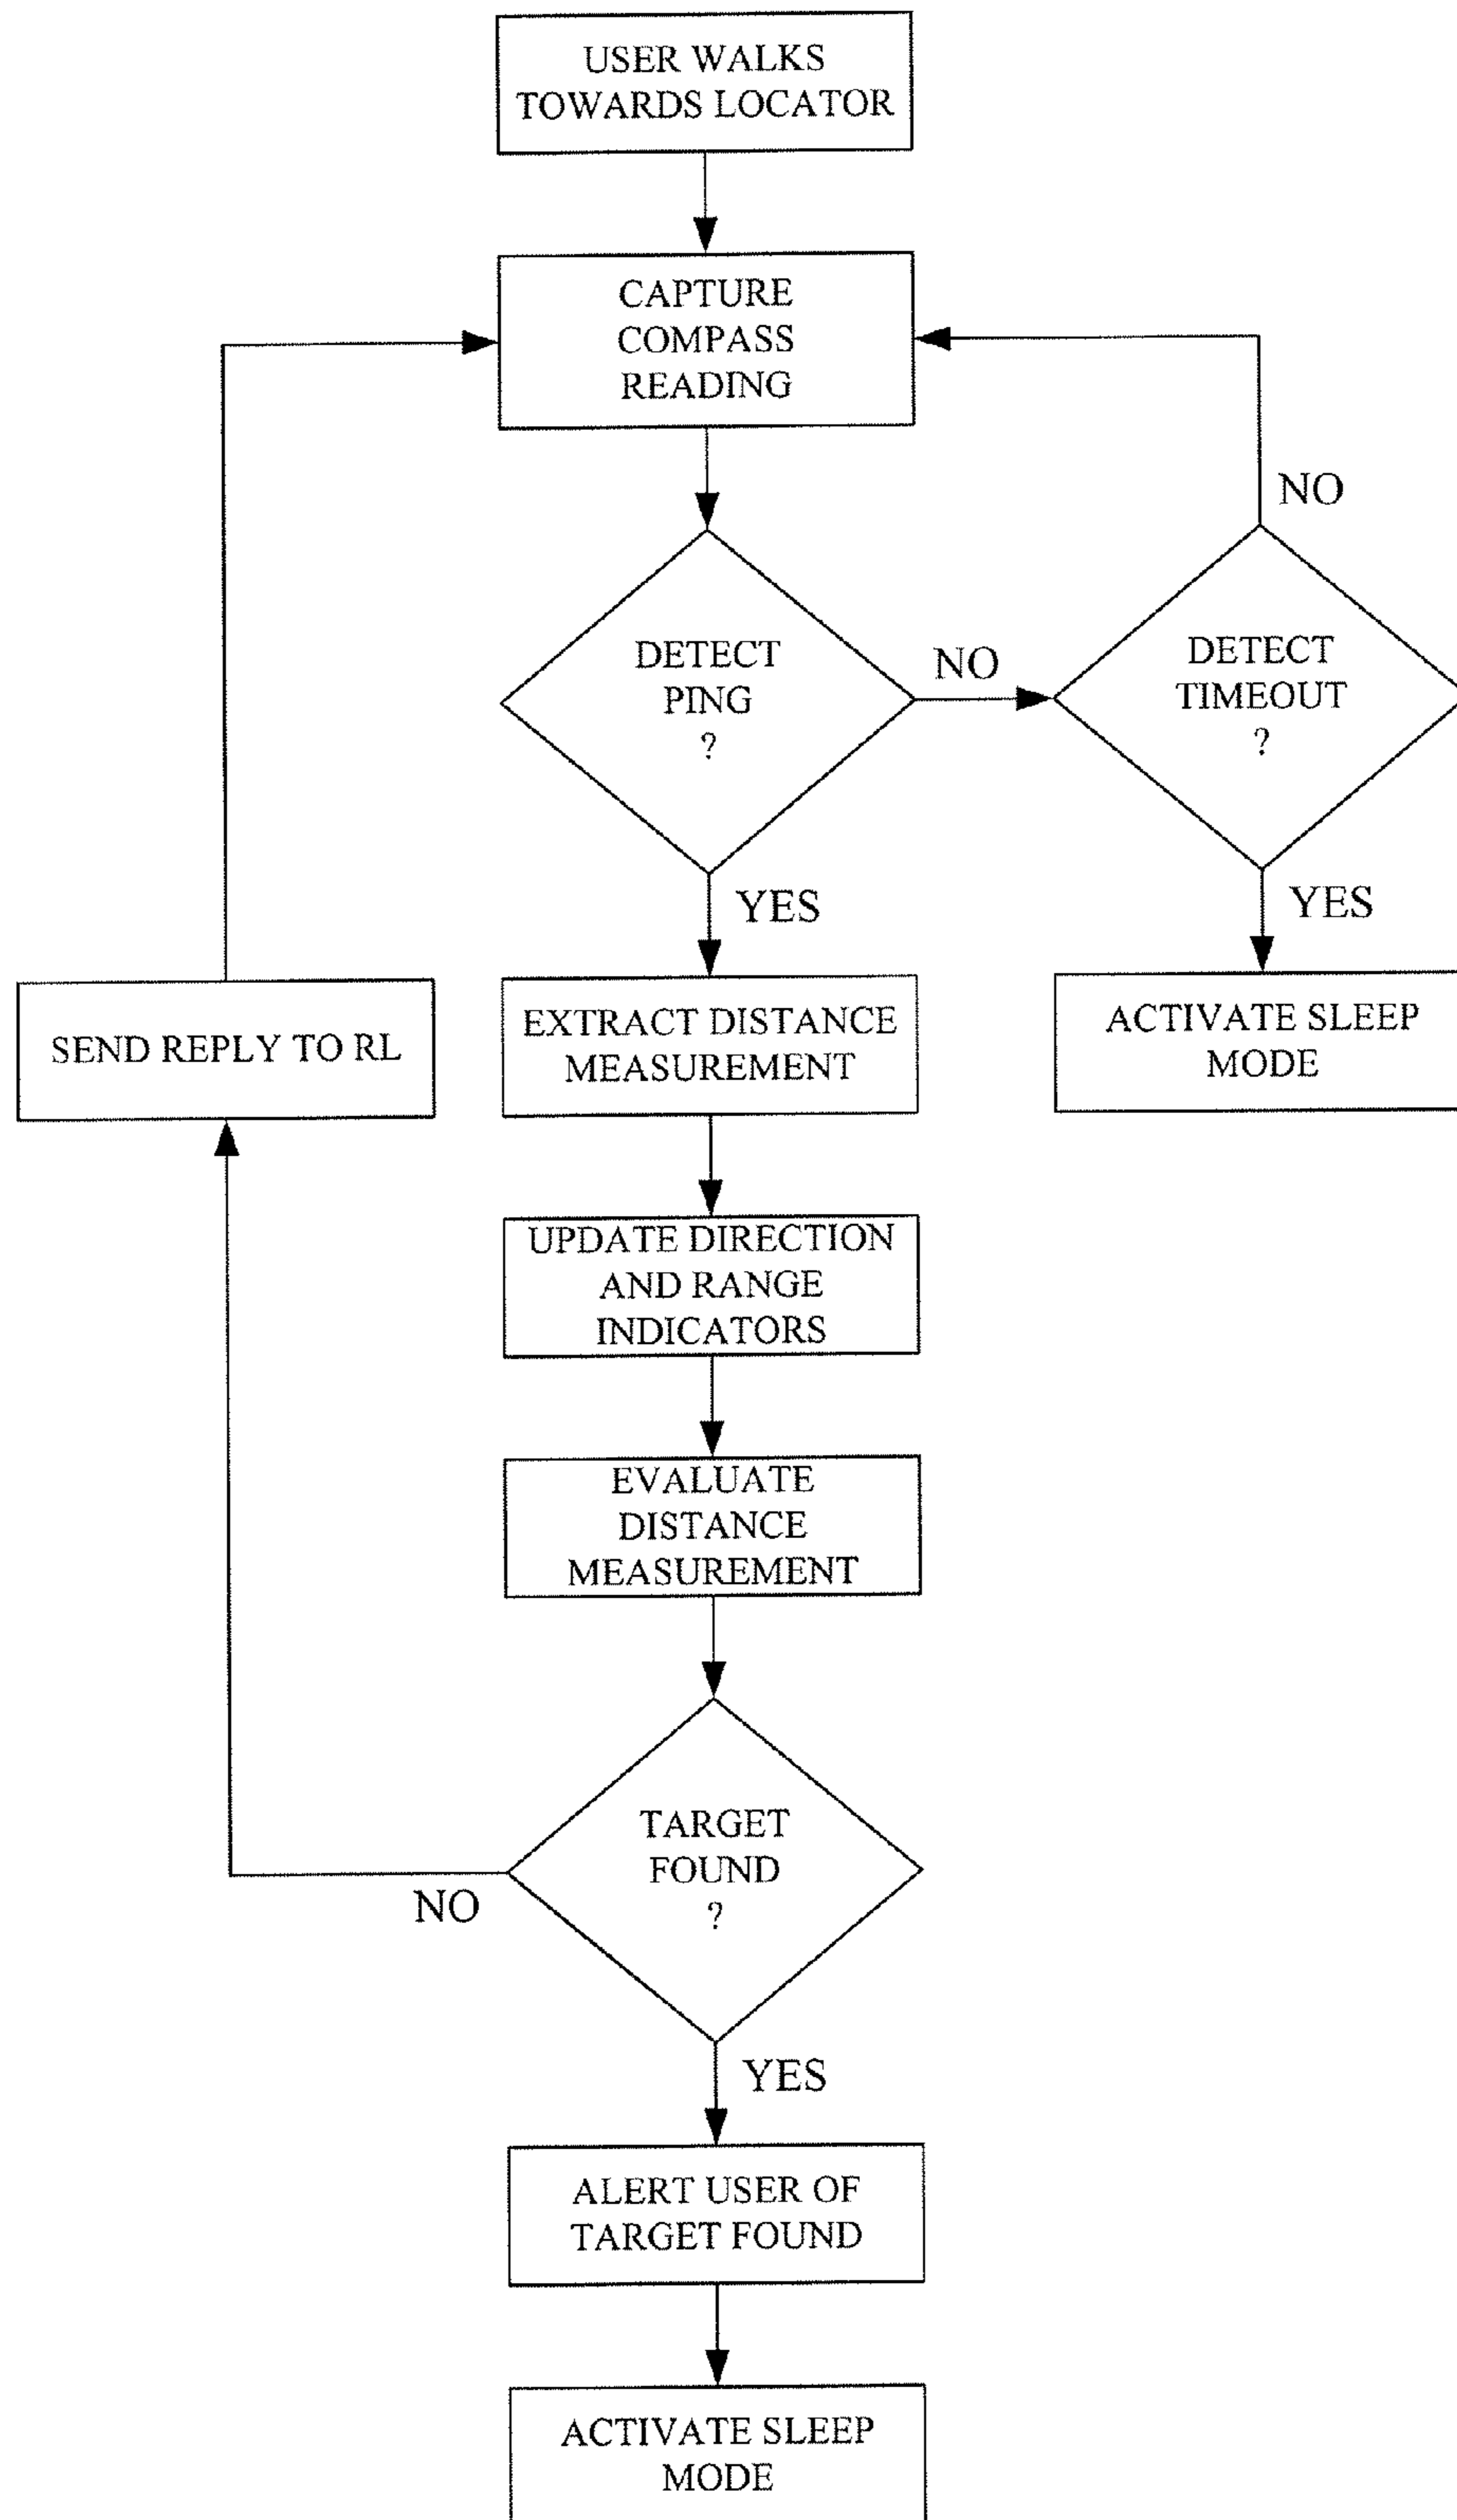 USER WALKS
TOWARDS LOCATOR
CAPTURE
COMPASS
READING
NO
DETECT
PING
?
NO
DETECT
TIMEOUT
?
YES
YES
SEND REPLY TO RL
EXTRACT DISTANCE
MEASUREMENT
ACTIVATE SLEEP
MODE
UPDATE DIRECTION
AND RANGE
INDICATORS
EVALUATE
DISTANCE
MEASUREMENT
TARGET
FOUND
?
NO
YES
ALERT USER OF
TARGET FOUND
ACTIVATE SLEEP
MODE